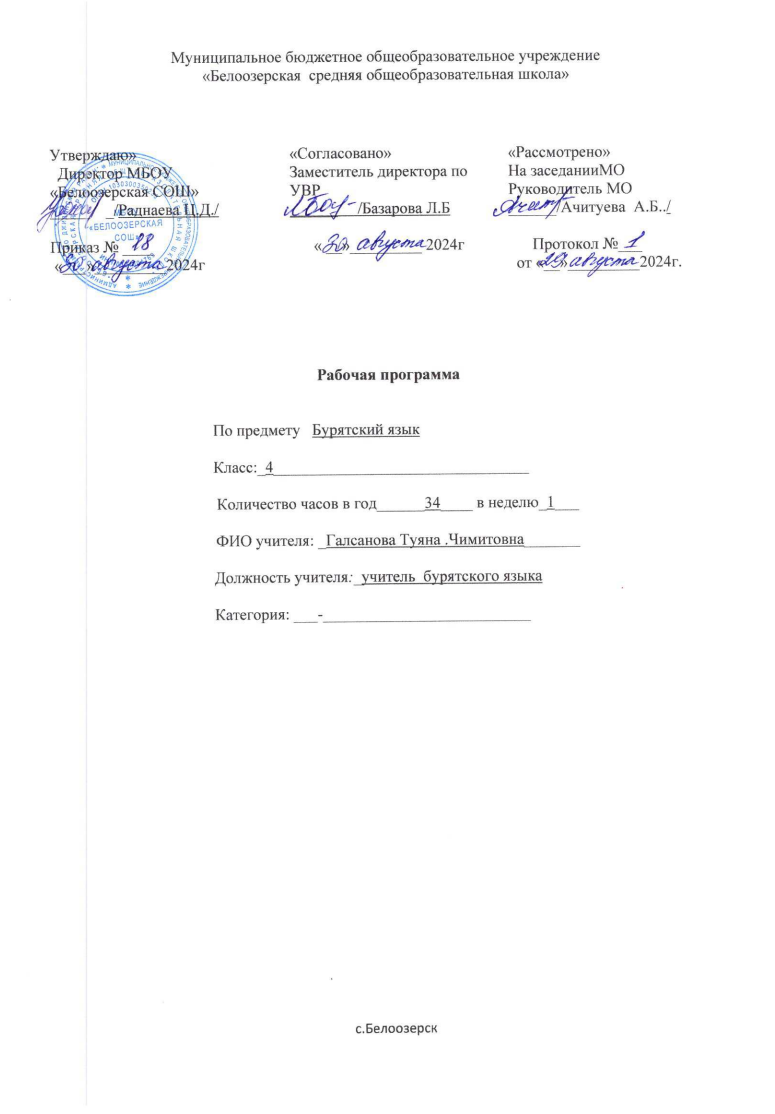 Муниципальное бюджетное общеобразовательное учреждение
«Белоозерская средняя общеобразовательная школа»
Утверждаю»
Директор МБОУ
«Белоозерская СОШ»
/Раднаева Ц.Д./
Приказ № 18
«30» августа 2024г
«Согласовано»
Заместитель директора по
УВР
/Базарова Л.Б
«30» августа 2024г
«Рассмотрено»
На заседанииМО
Руководитель МО
/Ачитуева А.Б../
Протокол № 1
от «29» августа 2024г.
«БЕЛООЗЕРСКАЯ
СОШ»
Рабочая программа
По предмету Бурятский язык
Класс: 4
Количество часов в год 34 в неделю 1
ФИО учителя: Галсанова Туяна .Чимитовна
Должность учителя: учитель бурятского языка
Категория: -
с.Белоозерск